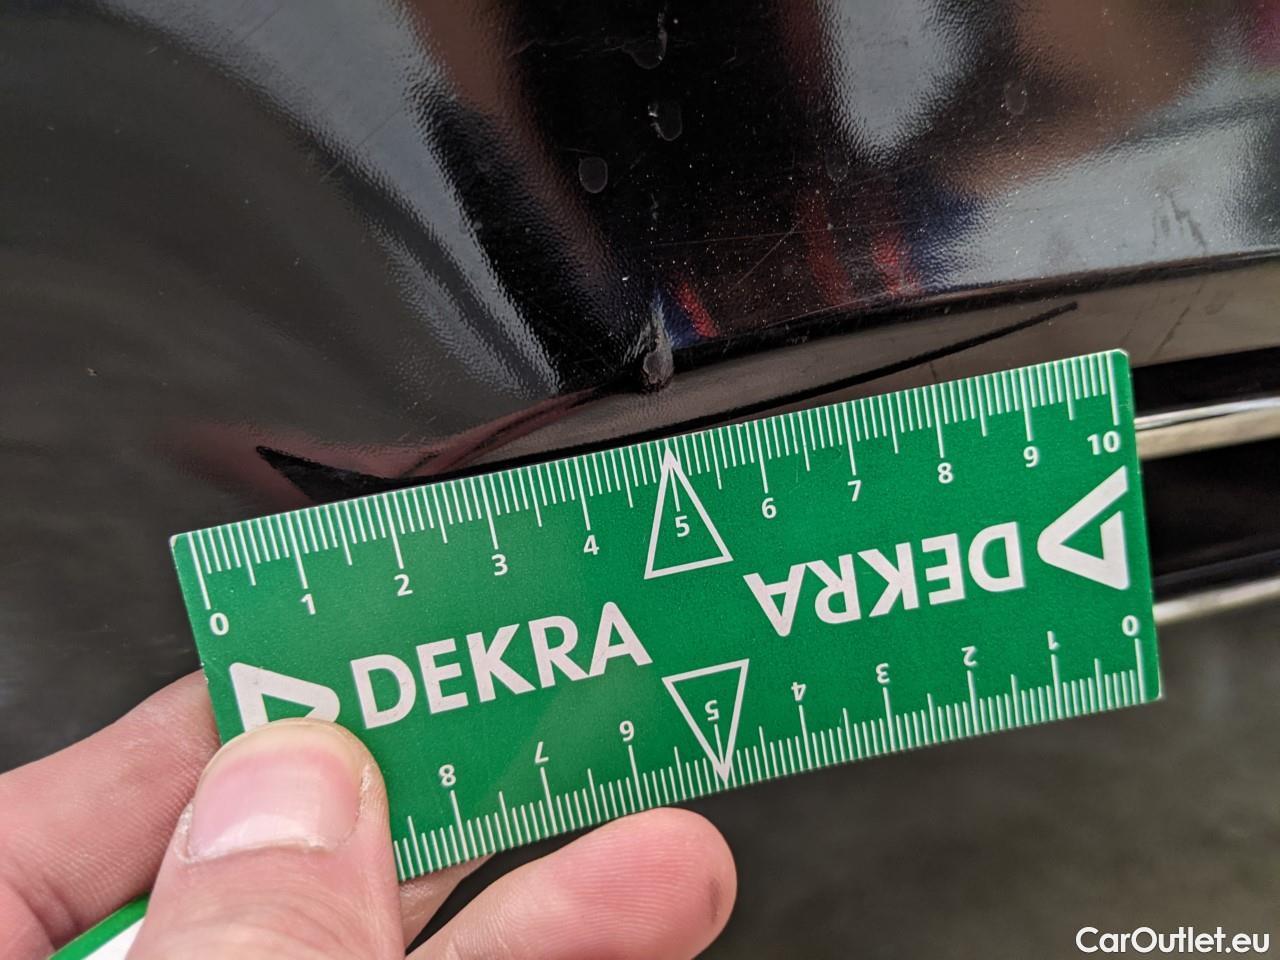 0 1 2 3 4 5 6 7 8 9 10
DEKRA
DEKRA
8 7 6 5 4 3 2 1 0
CarOutlet.eu